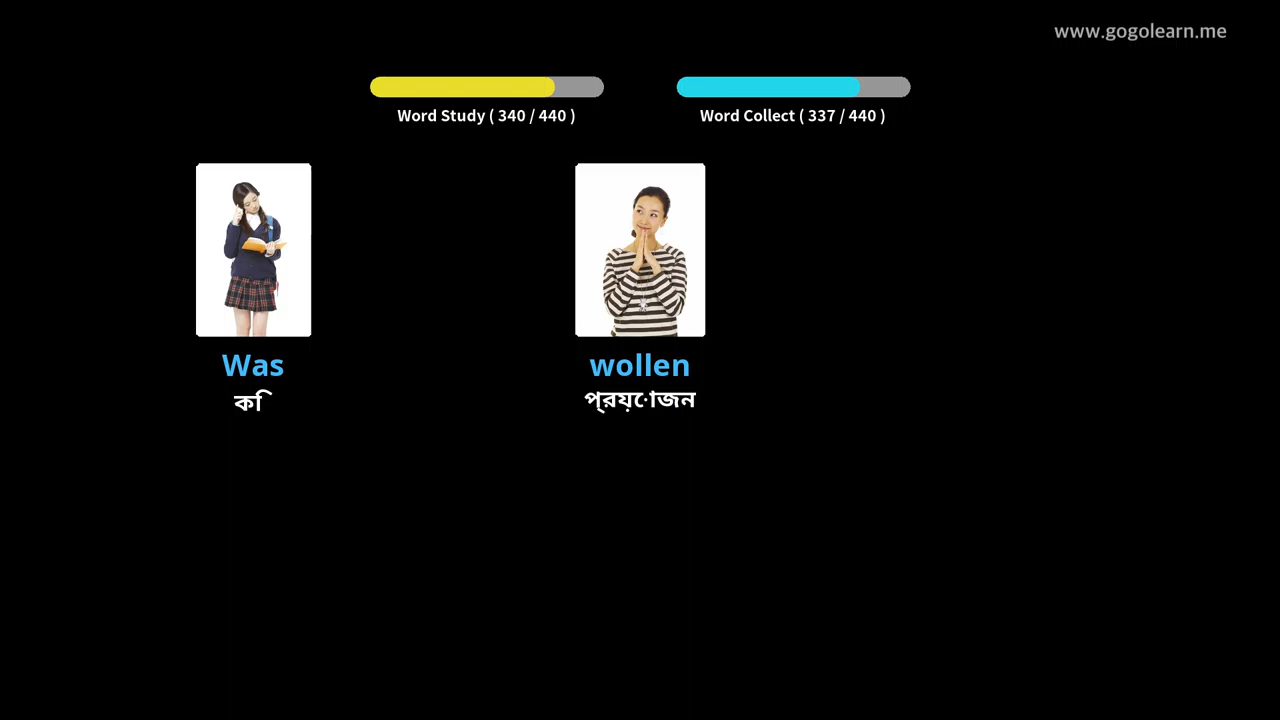 www.gogolearn.me
Word Study ( 340 / 440 )
Word Collect ( 337 / 440 )
Was
wollen
কি
প্রয়োজন